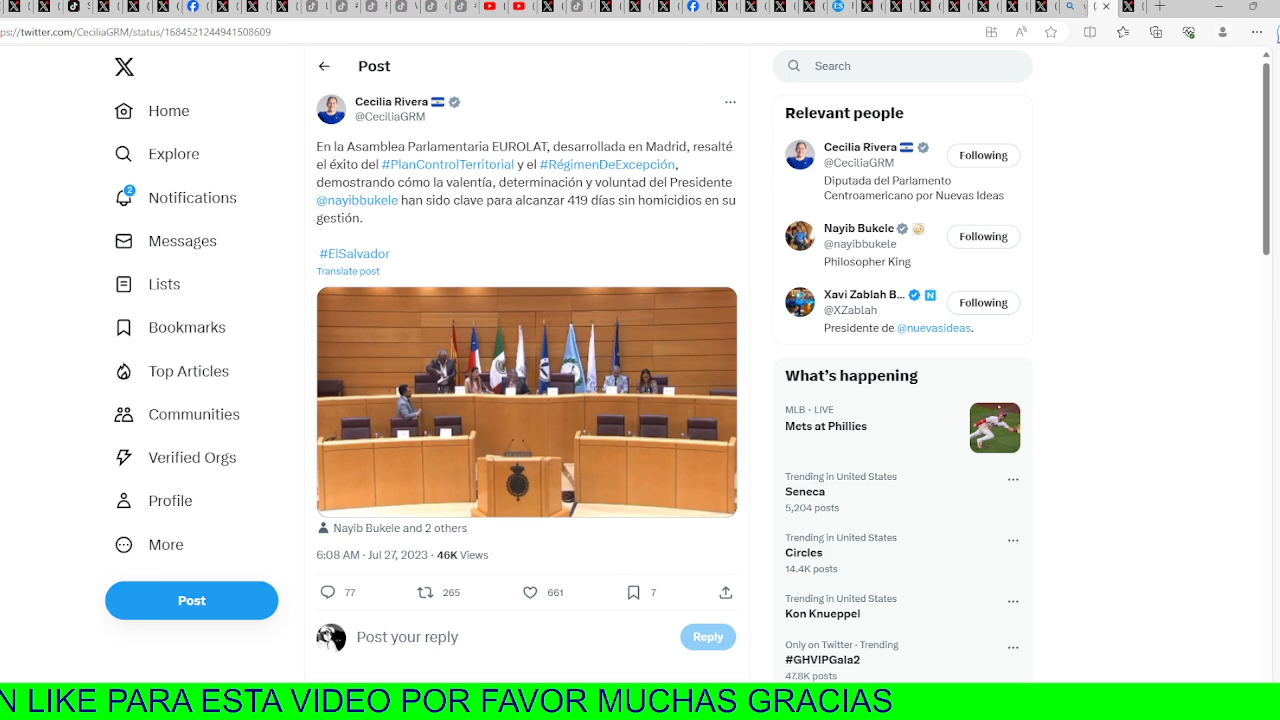 ps://twitter.com/CeciliaGRM/status/1684521244941508609
Home
Explore
2
Notifications
Messages
Lists
Bookmarks
Top Articles
Communities
Verified Orgs
Profile
More
Post
Post
Cecilia Rivera
@CeciliaGRM
En la Asamblea Parlamentaria EUROLAT, desarrollada en Madrid, resalté
el éxito del #PlanControlTerritorial y el #RégimenDeExcepción,
demostrando cómo la valentía, determinación y voluntad del Presidente
@nayibbukele han sido clave para alcanzar 419 días sin homicidios en su
gestión.
#ElSalvador
Translate post
Nayib Bukele and 2 others
6:08 AM · Jul 27, 2023 · 46K Views
77 265 661 7
Post your reply
Reply
Search
Relevant people
Cecilia Rivera
@CeciliaGRM
Following
Diputada del Parlamento
Centroamericano por Nuevas Ideas
Nayib Bukele
@nayibbukele
Following
Philosopher King
Xavi Zablah B...
@XZablah
Following
Presidente de @nuevasideas.
What's happening
MLB · LIVE
Mets at Phillies
Trending in United States
Seneca
5,204 posts
Trending in United States
Circles
14.4K posts
Trending in United States
Kon Knueppel
Only on Twitter · Trending
#GHVIPGala2
47.8K posts
N LIKE PARA ESTA VIDEO POR FAVOR MUCHAS GRACIAS